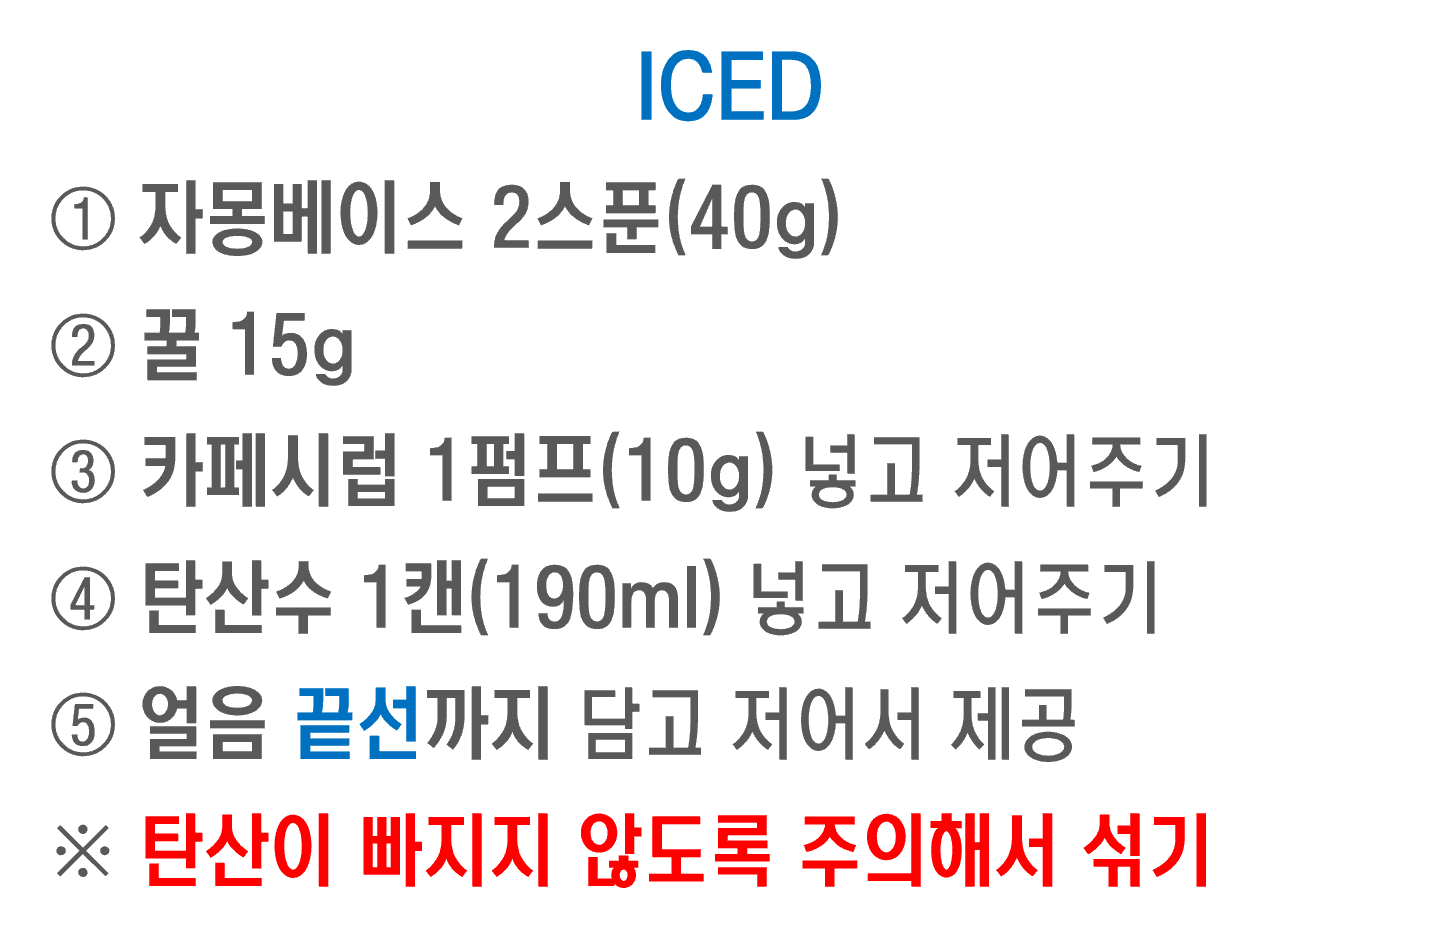 ICED
① 자몽베이스 2스푼(40g)
② 꿀 15g
③ 카페시럽 1펌프(10g) 넣고 저어주기
④ 탄산수 1캔(190ml) 넣고 저어주기
⑤ 얼음 끝선까지 담고 저어서 제공
※ 탄산이 빠지지 않도록 주의해서 섞기